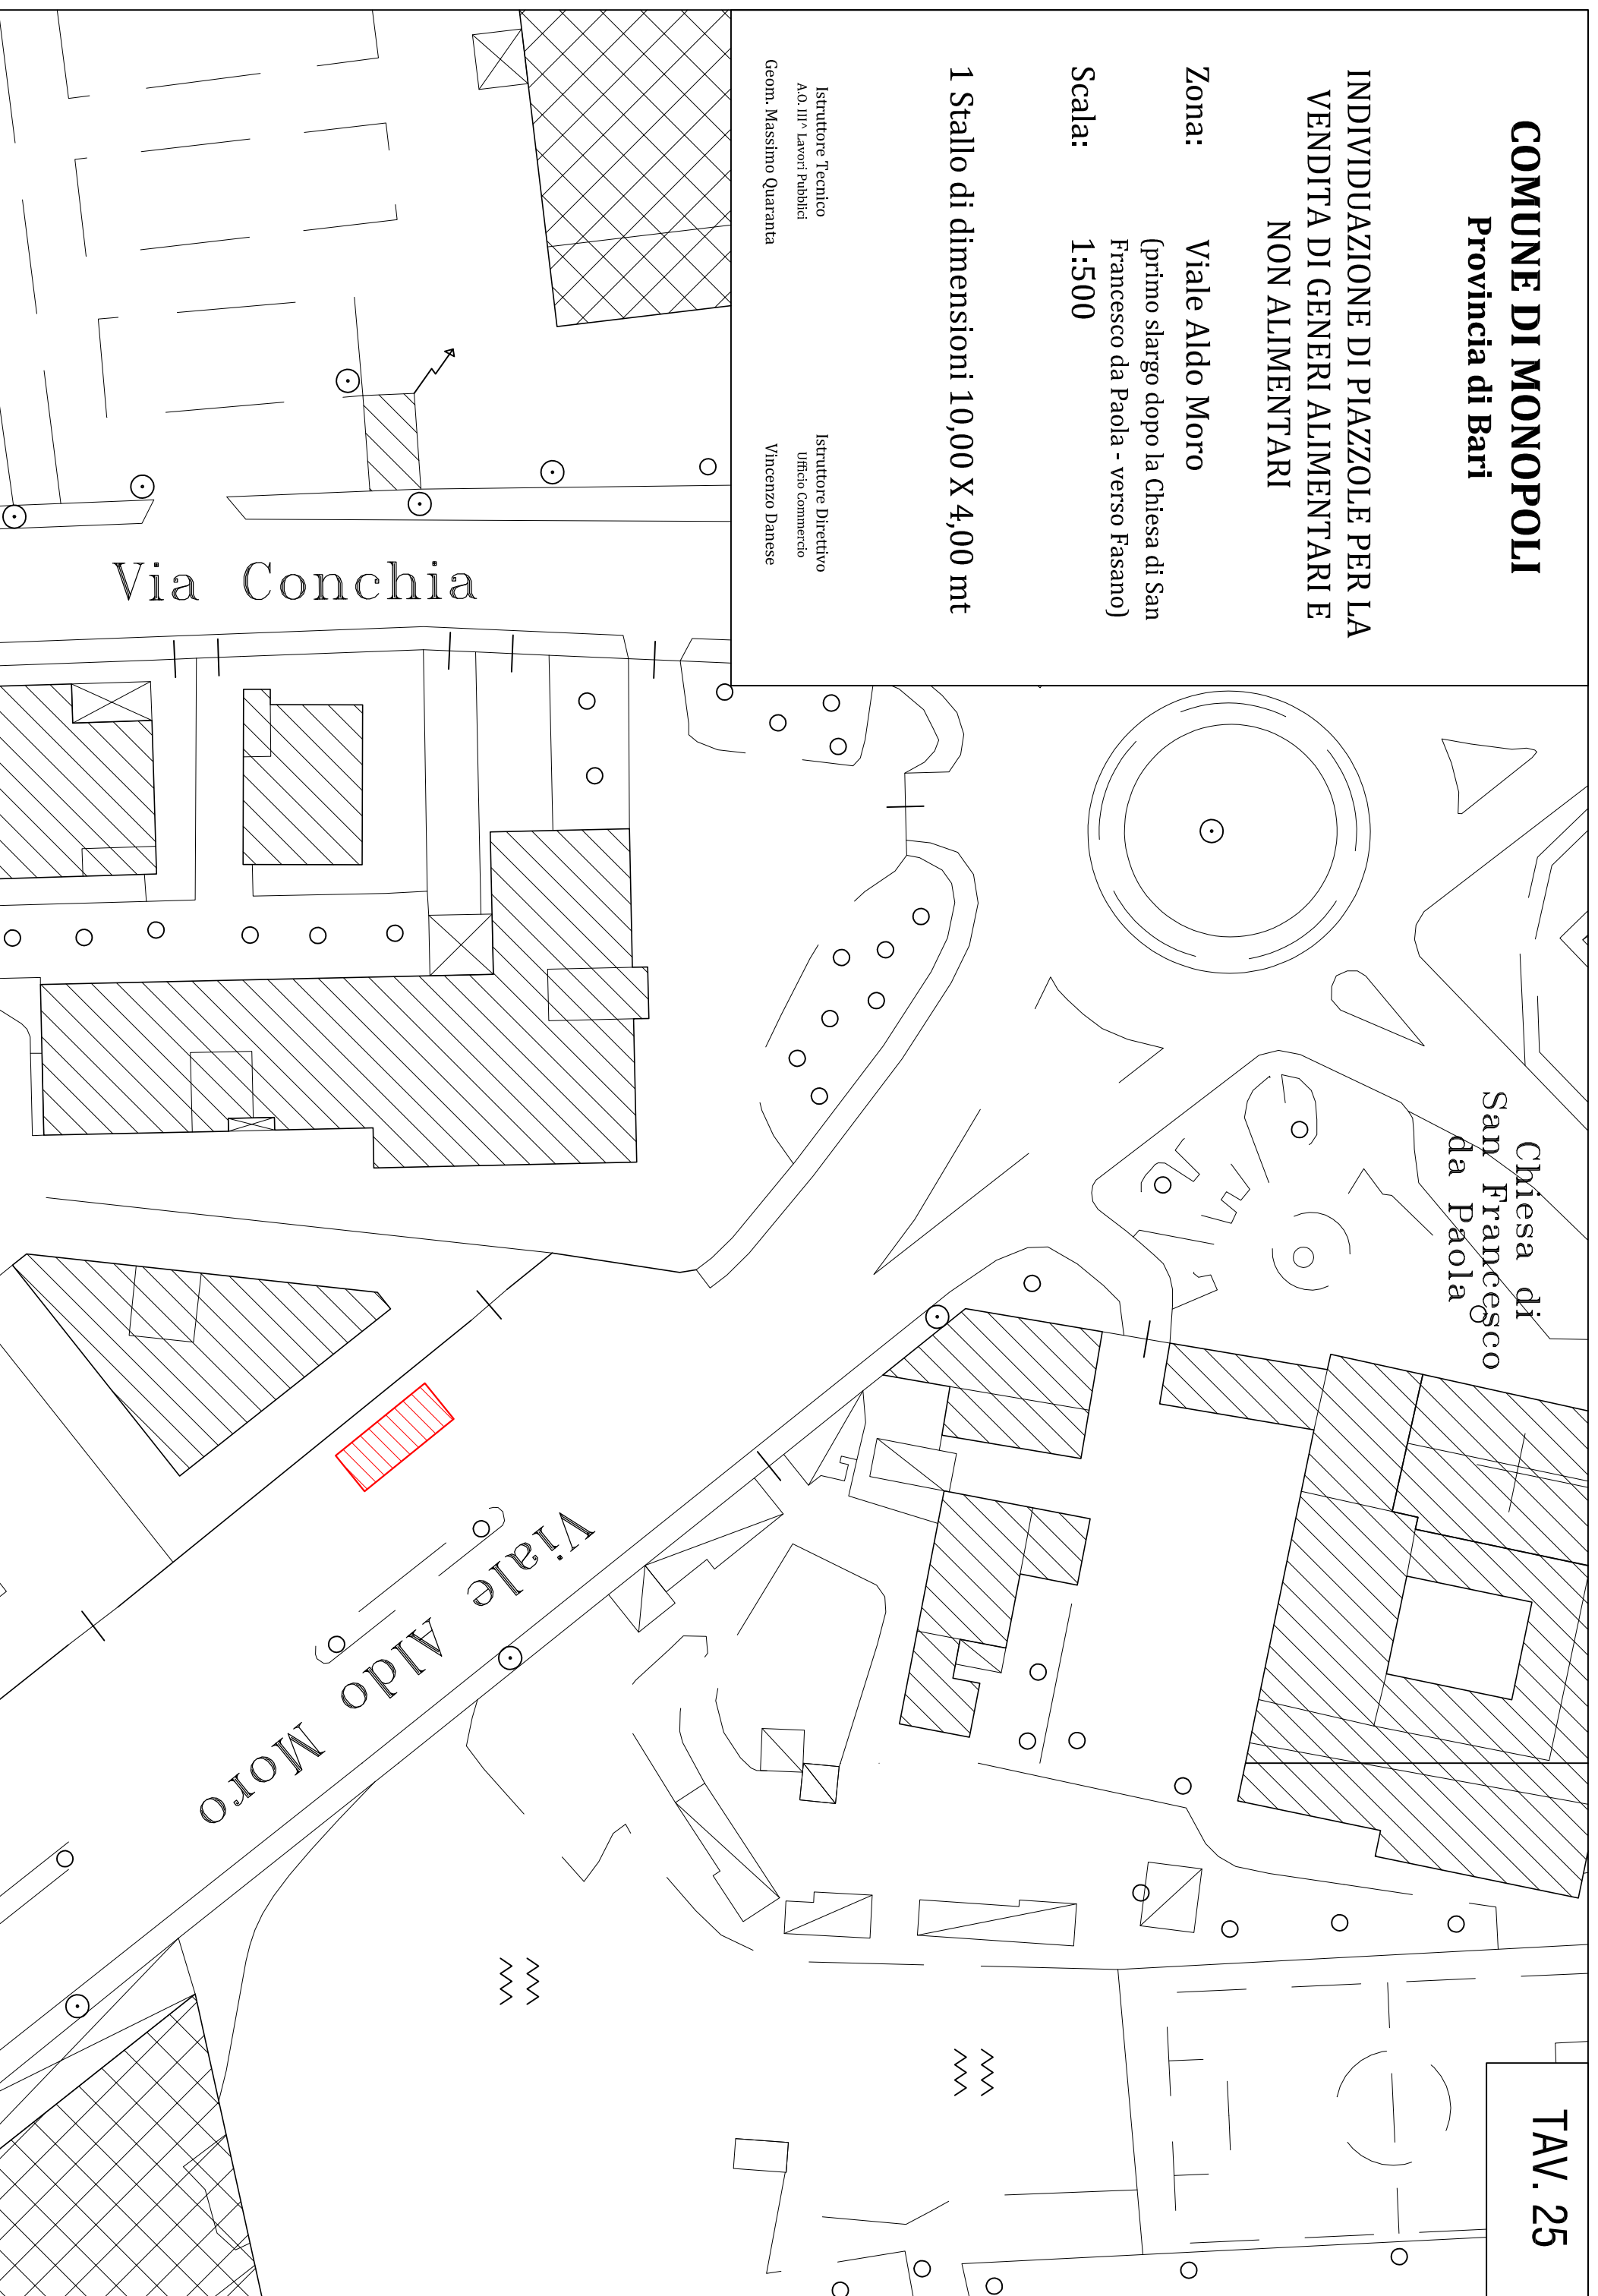 COMUNE DI MONOPOLI
Provincia di Bari
INDIVIDUAZIONE DI PIAZZOLE PER LA
VENDITA DI GENERI ALIMENTARI E
NON ALIMENTARI
Zona: Viale Aldo Moro
(primo slargo dopo la Chiesa di San
Francesco da Paola - verso Fasano)
Scala: 1:500
1 Stallo di dimensioni 10,00 X 4,00 mt
Istruttore Tecnico
A.O. III^ Lavori Pubblici
Geom. Massimo Quaranta
Istruttore Direttivo
Ufficio Commercio
Vincenzo Danese
Via Conchia
Chiesa di
San Francesco
da Paola
Viale Aldo Moro
TAV. 25